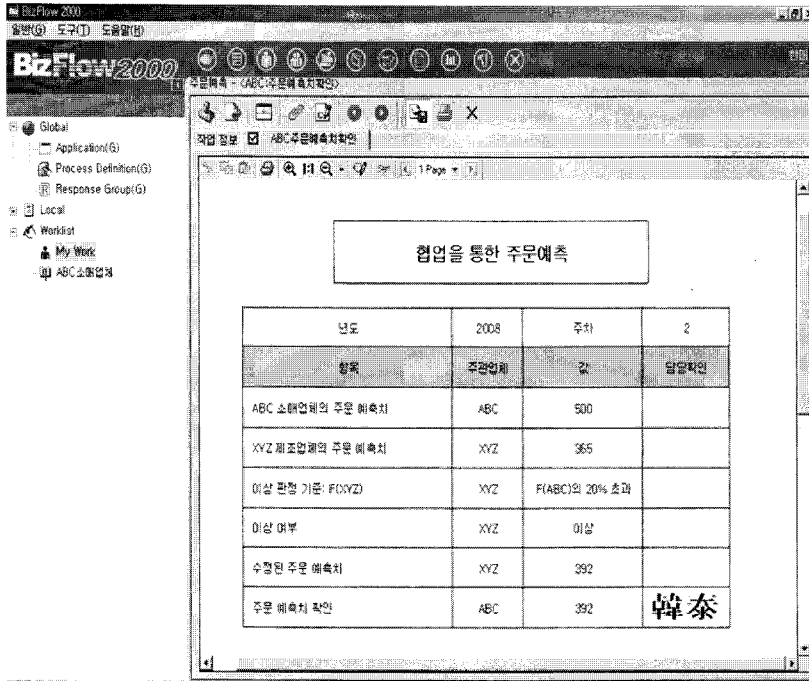 BizFlow 2000
일반(G) 도구(T) 도움말(H)
BizFlow2000
주문예측 - <ABC주문예측치확인>
Global
Application(G)
Process Definition(G)
Response Group(G)
Local
Worklist
My Work
ABC소매업체
작업 정보 ABC주문예측치확인
1:1 1 Page
협업을 통한 주문예측
년도 2008 주차 2
항목 주관업체 값 담당확인
ABC 소매업체의 주문 예측치 ABC 500
XYZ 제조업체의 주문 예측치 XYZ 365
이상 판정 기준: F(XYZ) XYZ F(ABC)의 20% 초과
이상 여부 XYZ 이상
수정된 주문 예측치 XYZ 392
주문 예측치 확인 ABC 392 韓泰